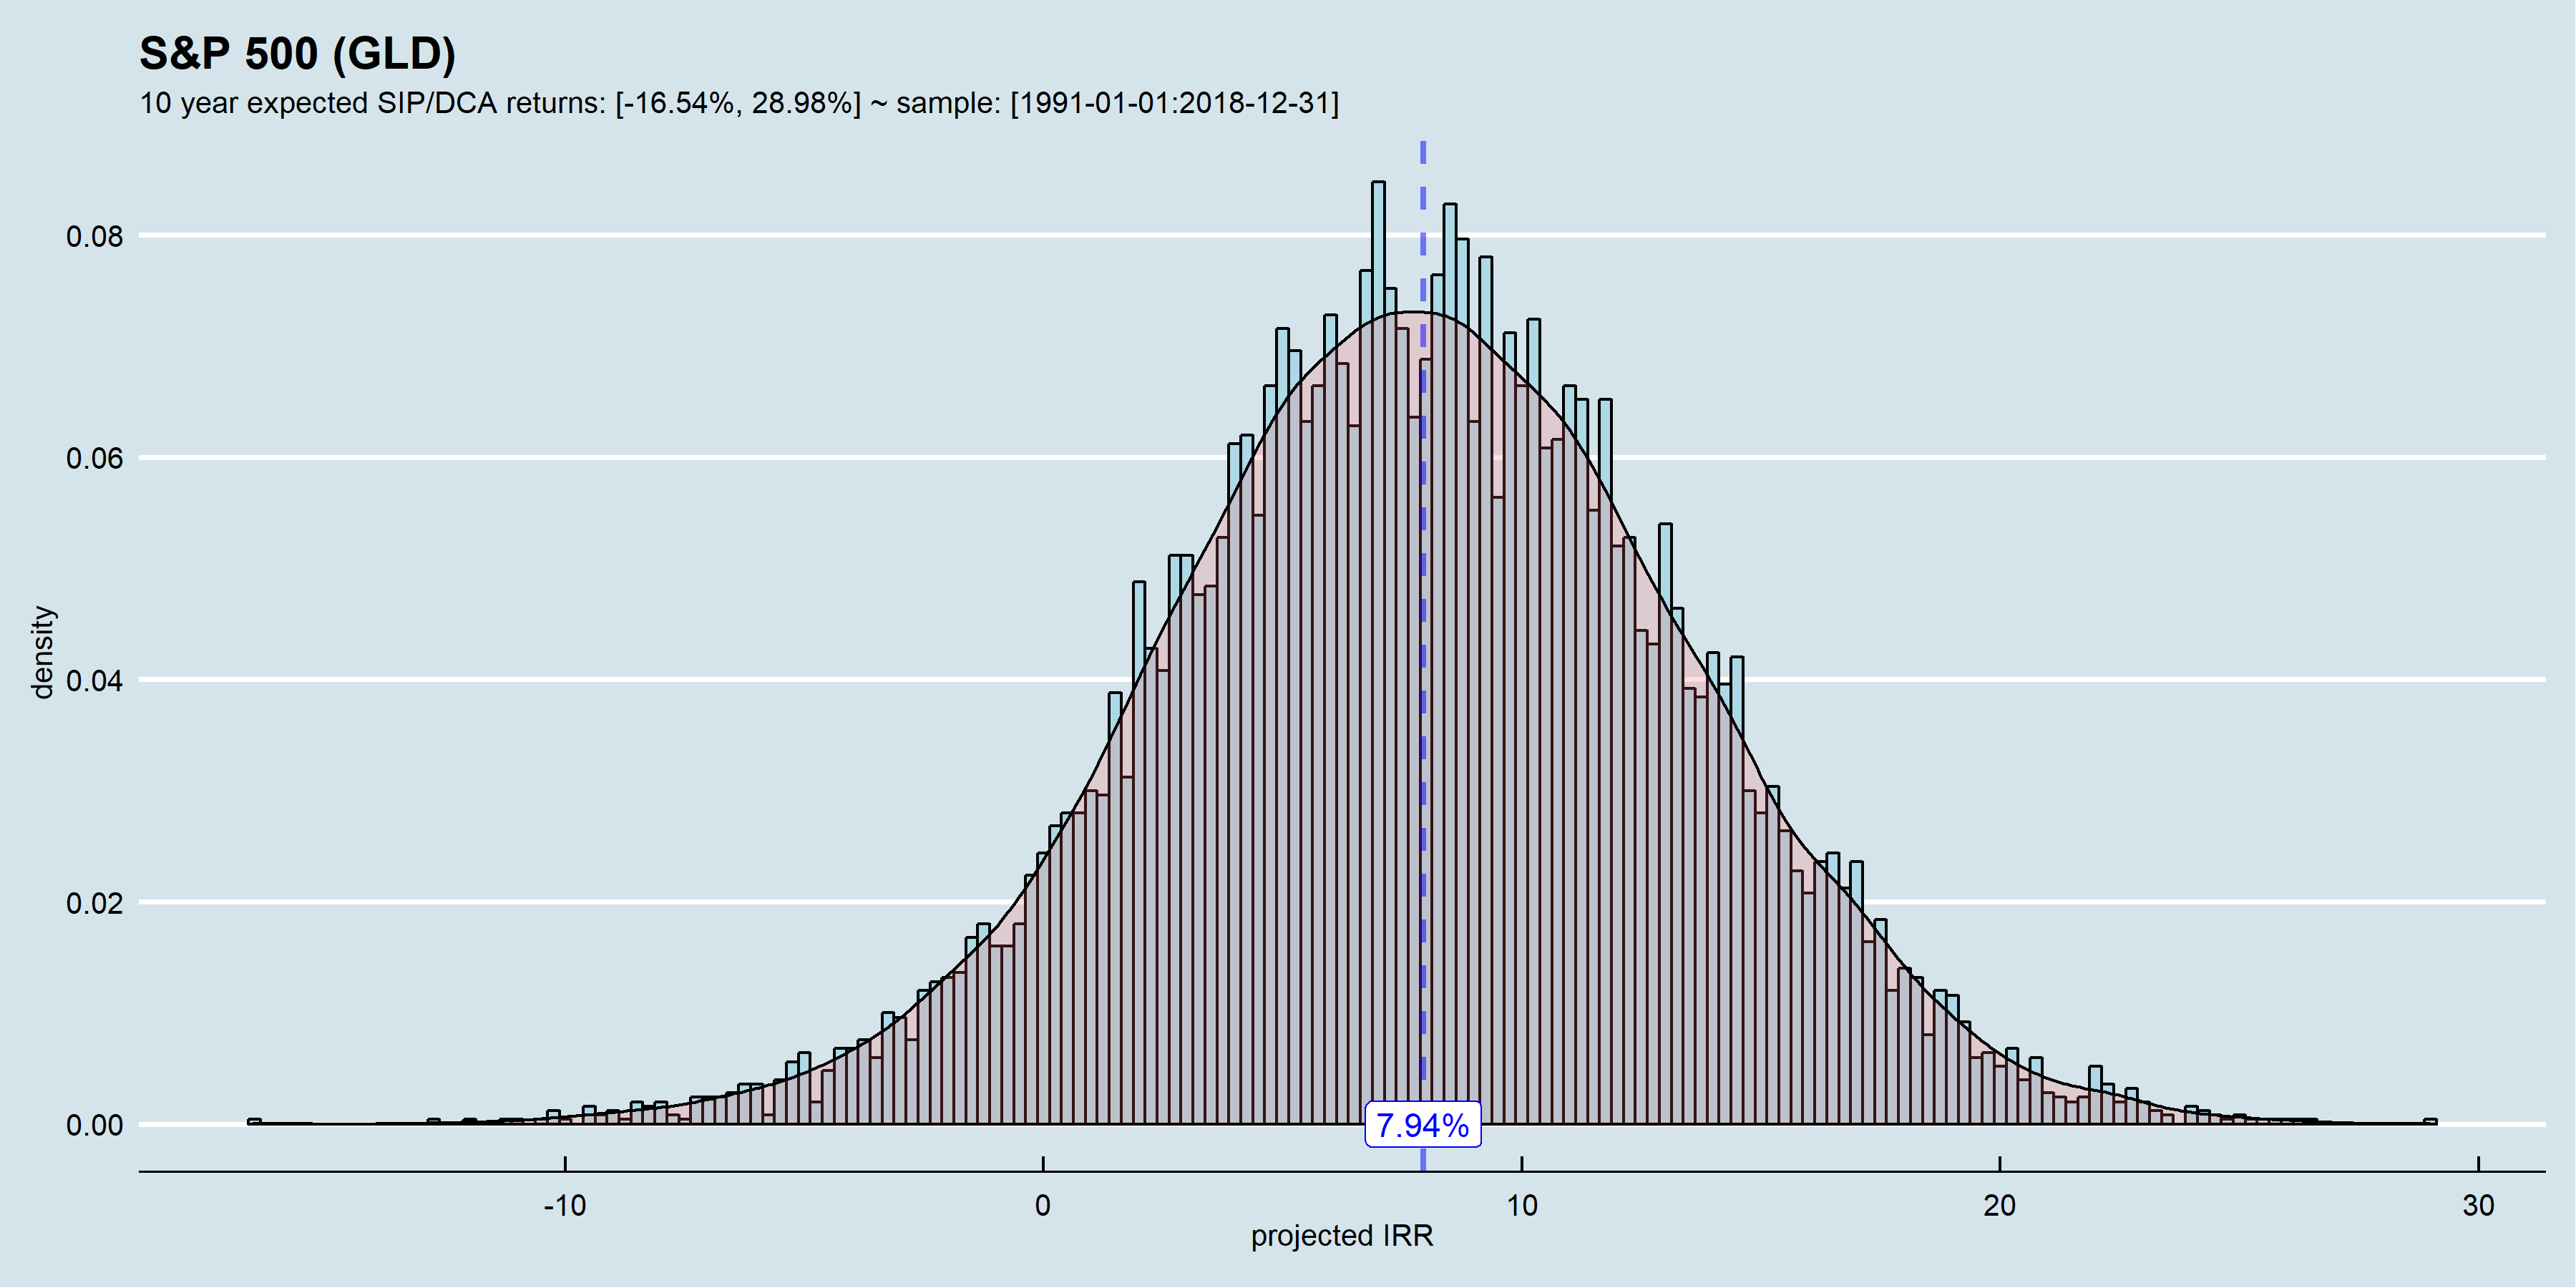 S&P 500 (GLD)
10 year expected SIP/DCA returns: [-16.54%, 28.98%] ~ sample: [1991-01-01:2018-12-31]
density
0.08
0.06
0.04
0.02
0.00
7.94%
-10 0 10 20 30
projected IRR